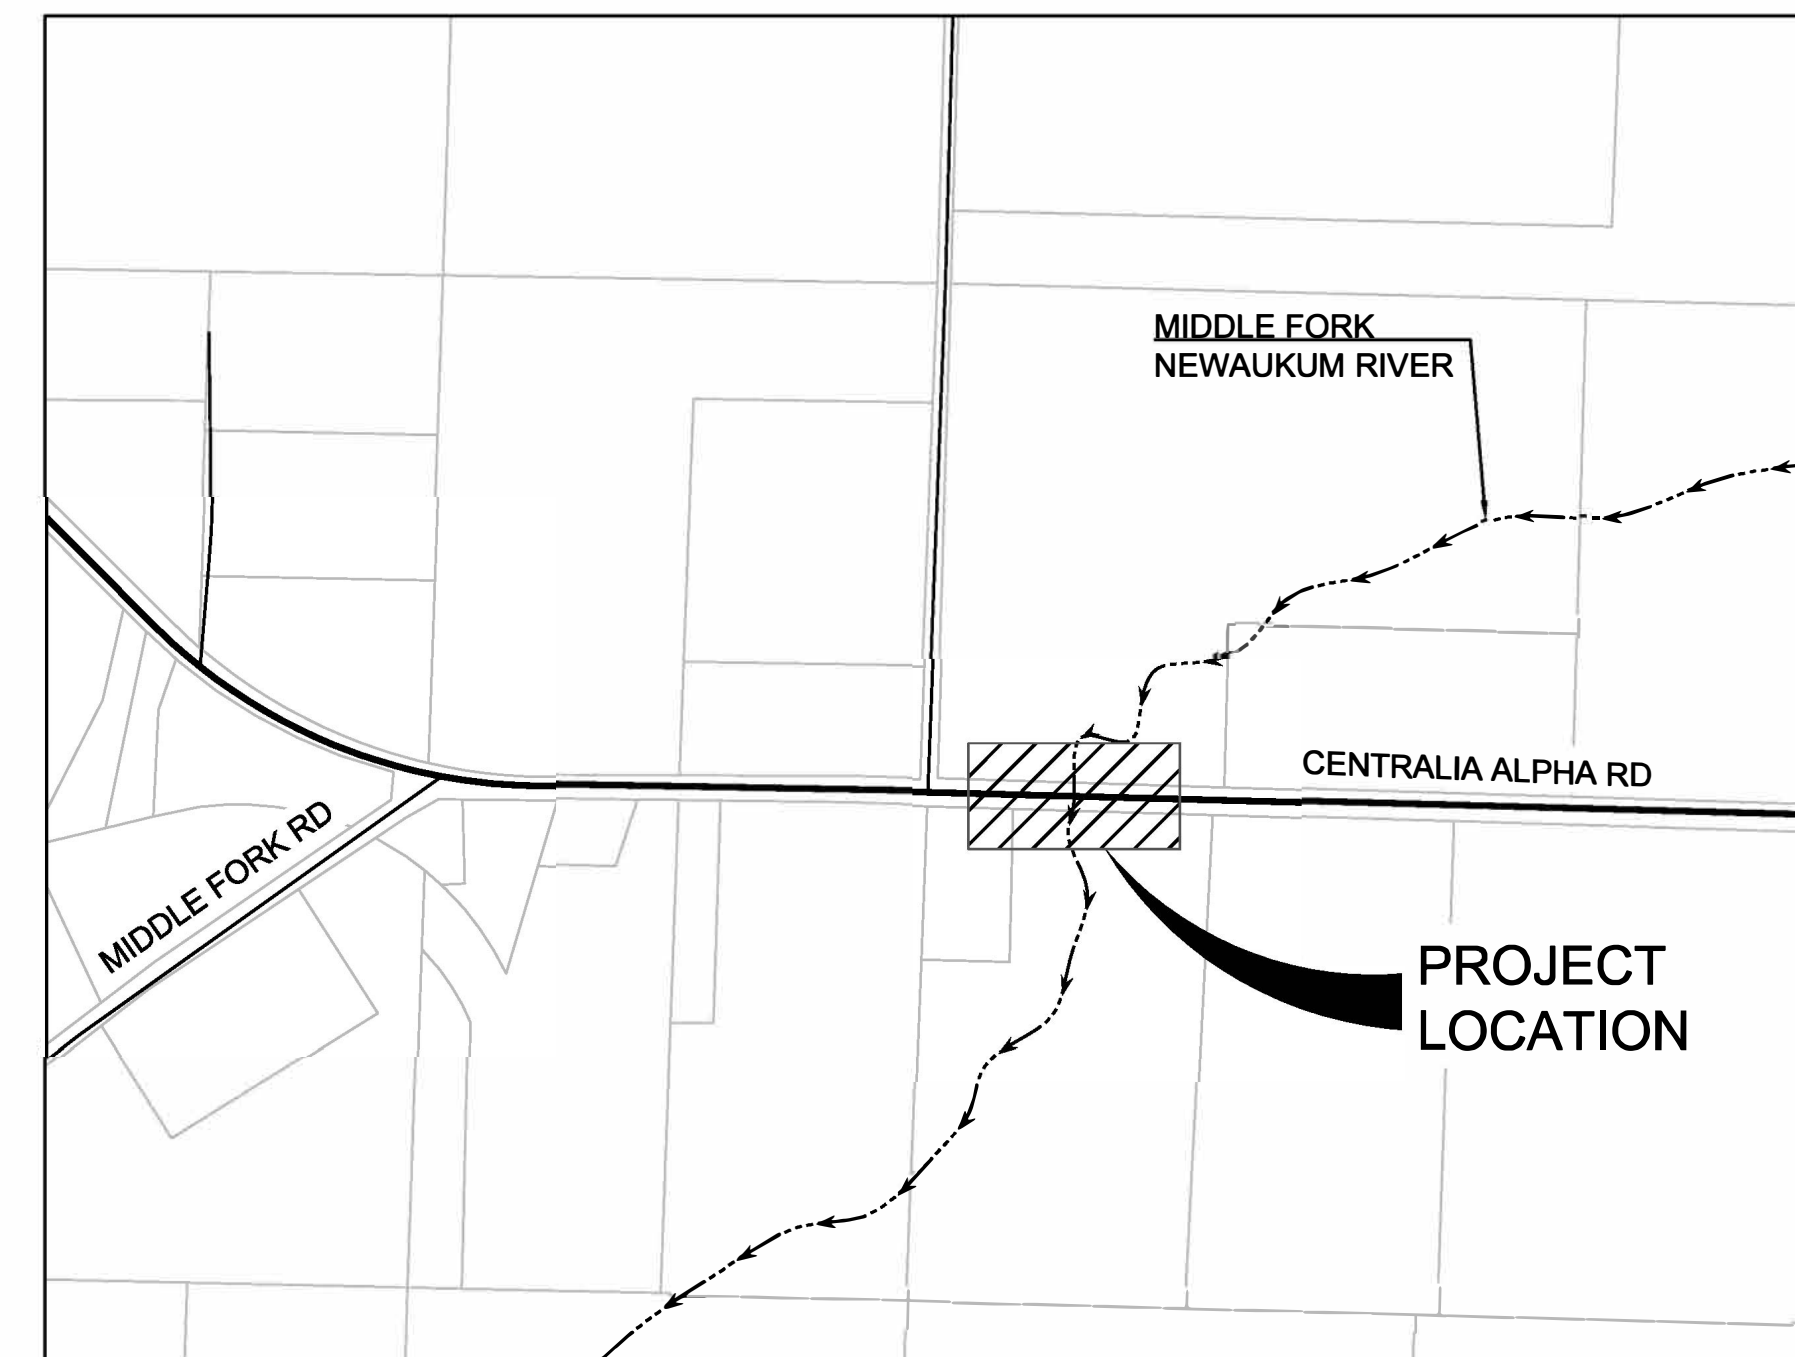 MIDDLE FORK
NEWAUKUM RIVER
CENTRALIA ALPHA RD
MIDDLE FORK RD
PROJECT
LOCATION